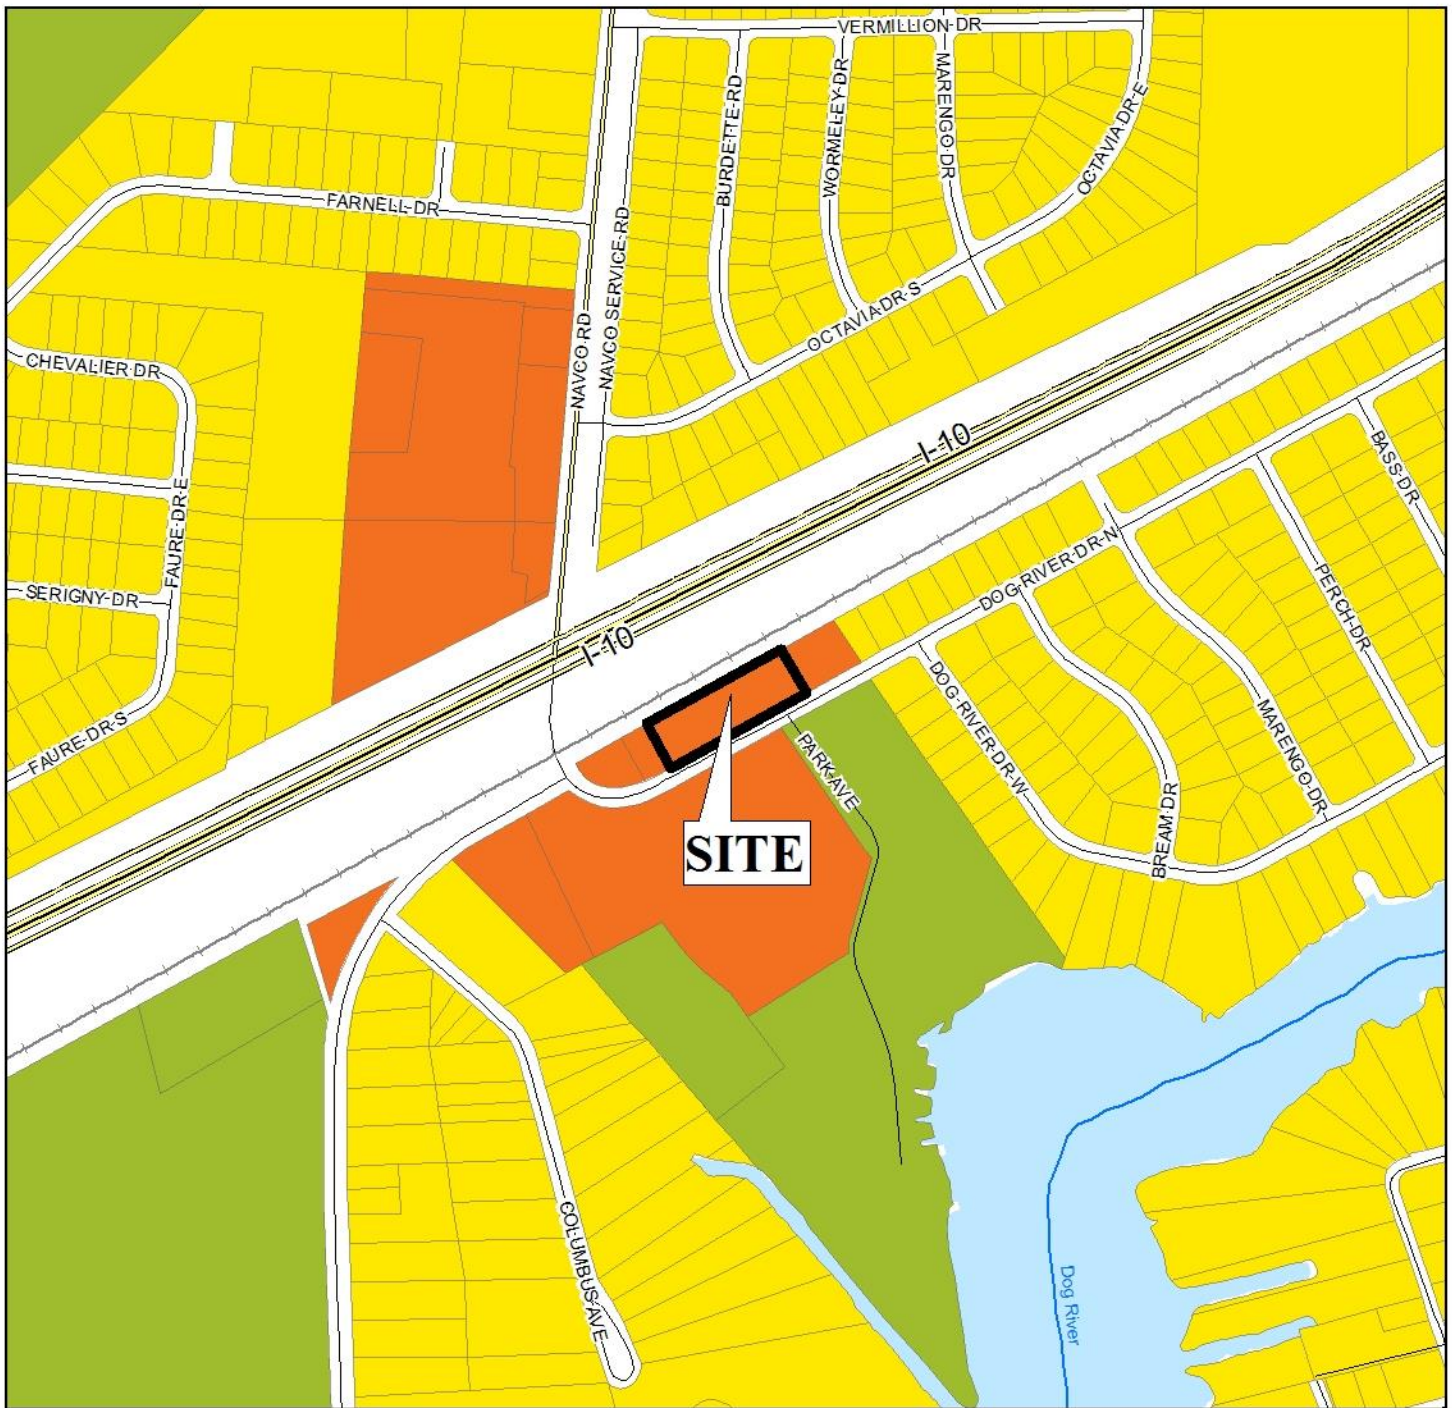 VERMILLION DR
BURDETTE RD
WORMELEY DR
MARENGO DR
OCTAVIA DR E
FARNELL DR
NAVCO RD
NAVCO SERVICE RD
OCTAVIA DR S
CHEVALIER DR
FAURE DR E
I-10
BASS DR
DOG RIVER DR N
PERCH DR
SERIGNY DR
I-10
DOG RIVER DR W
MARENGO DR
FAURE DR S
PARK AVE
BREAM DR
SITE
COLUMBUS AVE
Dog River